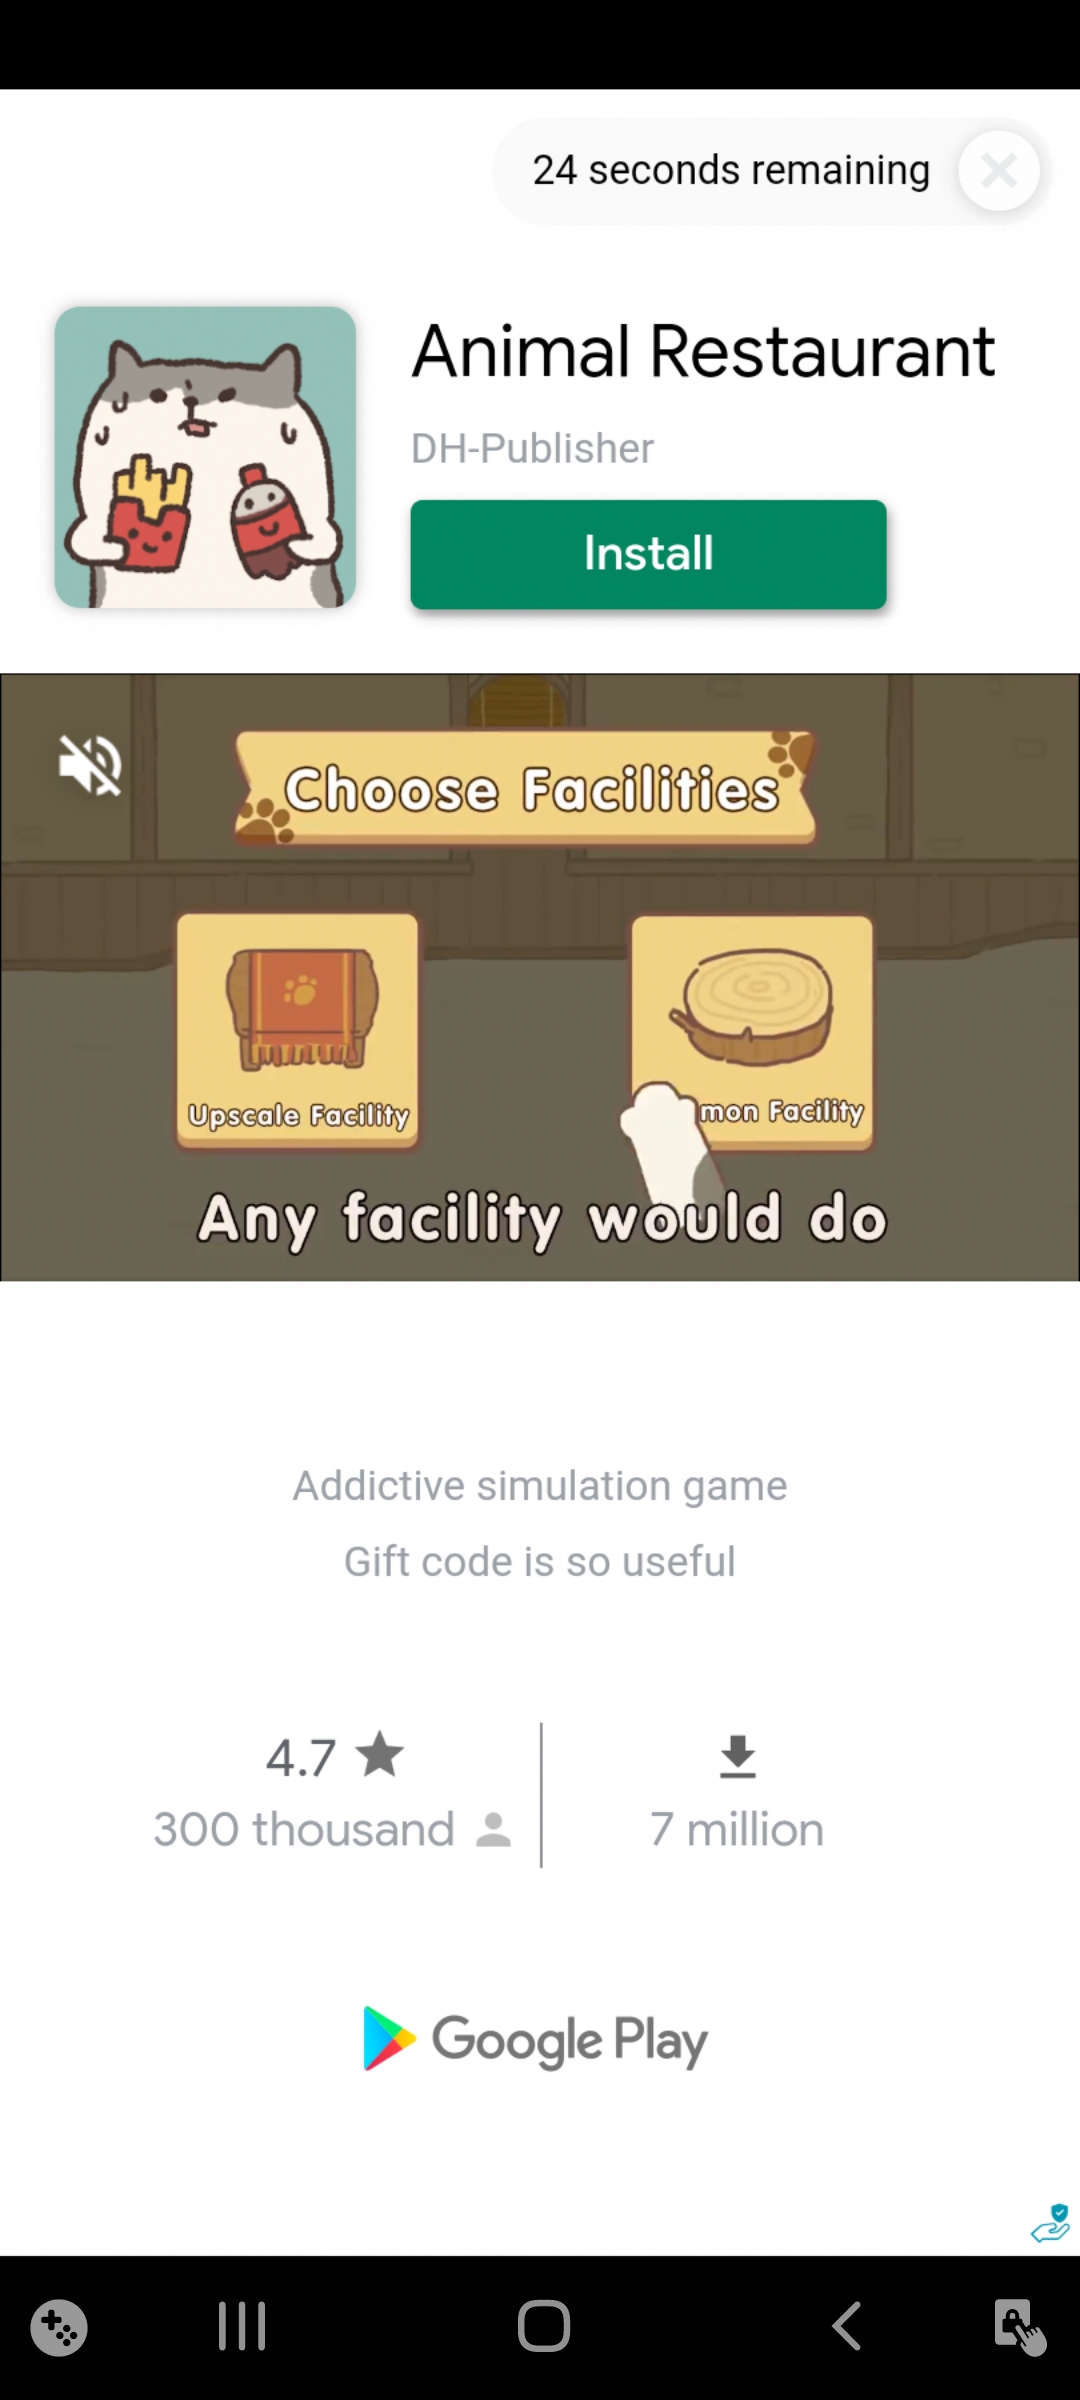 24 seconds remaining
Animal Restaurant
DH-Publisher
Install
Choose Facilities
Upscale Facility
mon Facility
Any facility would do
Addictive simulation game
Gift code is so useful
4.7
300 thousand
7 million
Google Play